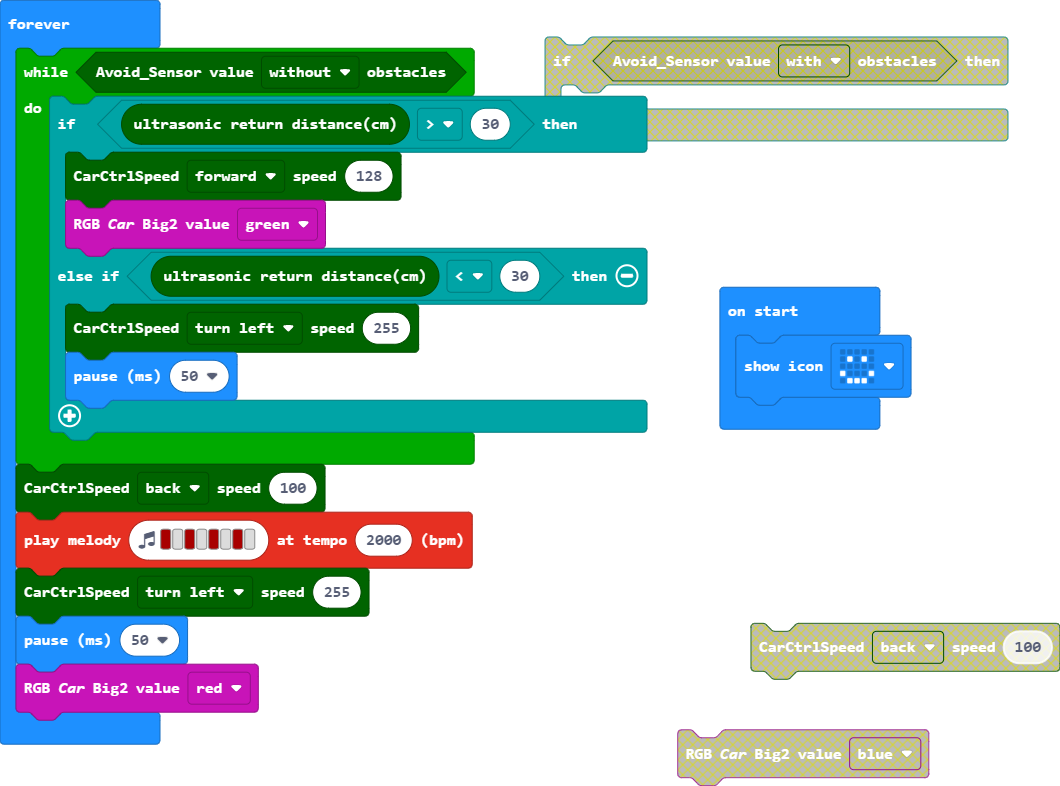 forever
while Avoid_Sensor value without obstacles
do
if ultrasonic return distance(cm) > 30 then
CarCtrlSpeed forward speed 128
RGB Car Big2 value green
else if ultrasonic return distance(cm) < 30 then
CarCtrlSpeed turn left speed 255
pause (ms) 50
CarCtrlSpeed back speed 100
play melody at tempo 2000 (bpm)
CarCtrlSpeed turn left speed 255
pause (ms) 50
RGB Car Big2 value red
if Avoid_Sensor value with obstacles then
on start
show icon
CarCtrlSpeed back speed 100
RGB Car Big2 value blue